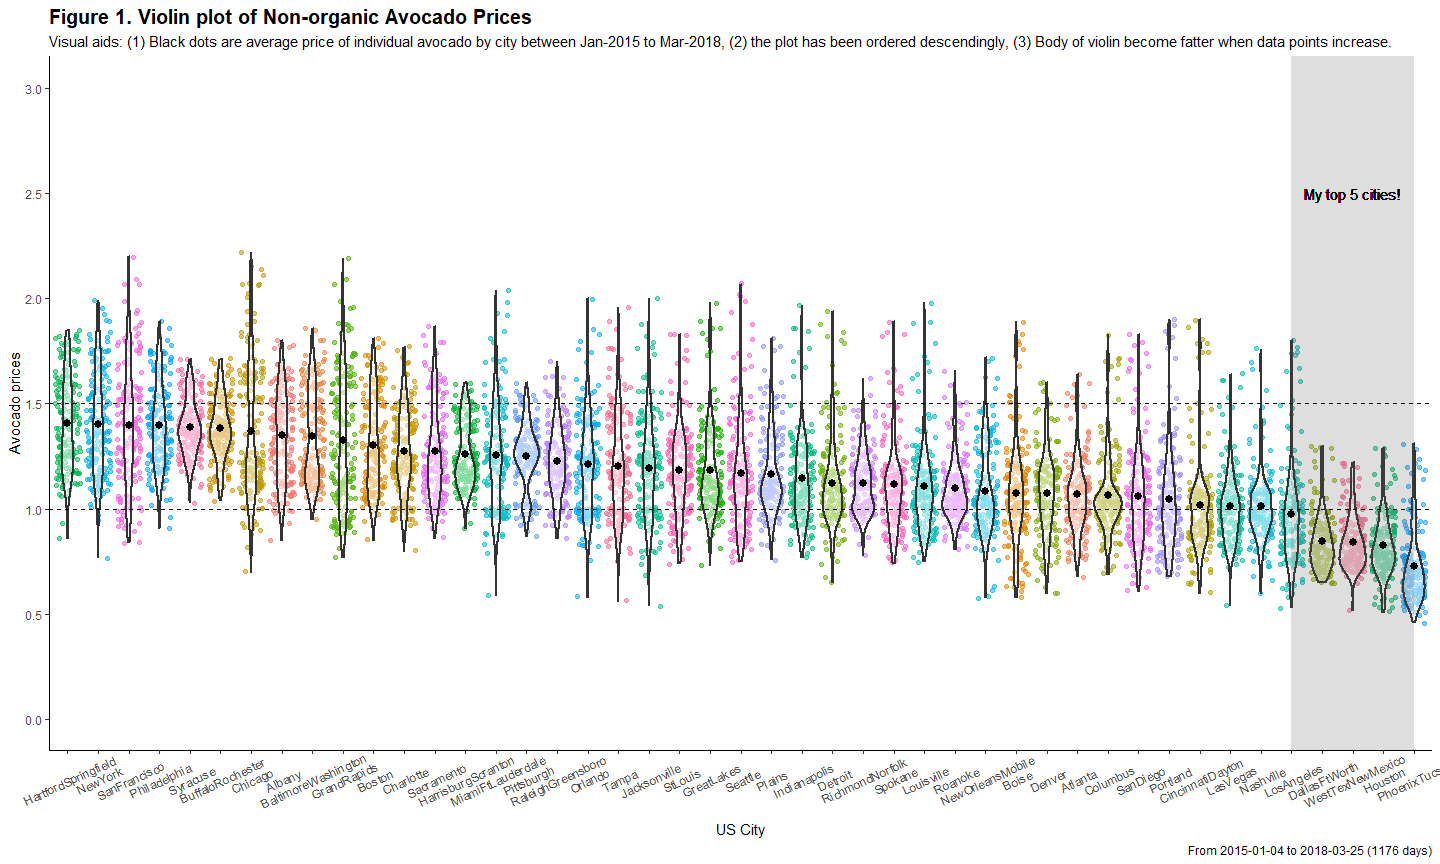 Figure 1. Violin plot of Non-organic Avocado Prices
Visual aids: (1) Black dots are average price of individual avocado by city between Jan-2015 to Mar-2018, (2) the plot has been ordered descendingly, (3) Body of violin become fatter when data points increase.
3.0
2.5
2.0
1.5
1.0
0.5
0.0
Avocado prices
My top 5 cities!
HartfordSpringfield
NewYork
SanFrancisco
Philadelphia
Syracuse
BuffaloRochester
Chicago
Albany
BaltimoreWashington
GrandRapids
Boston
Charlotte
Sacramento
HarrisburgScranton
MiamiFtLauderdale
Pittsburgh
RaleighGreensboro
Orlando
Tampa
Jacksonville
StLouis
GreatLakes
Seattle
Plains
Indianapolis
Detroit
RichmondNorfolk
Spokane
Louisville
Roanoke
NewOrleansMobile
Boise
Denver
Atlanta
Columbus
SanDiego
Portland
CincinnatiDayton
LasVegas
Nashville
LosAngeles
DallasFtWorth
WestTexNewMexico
Houston
PhoenixTucs
US City
From 2015-01-04 to 2018-03-25 (1176 days)